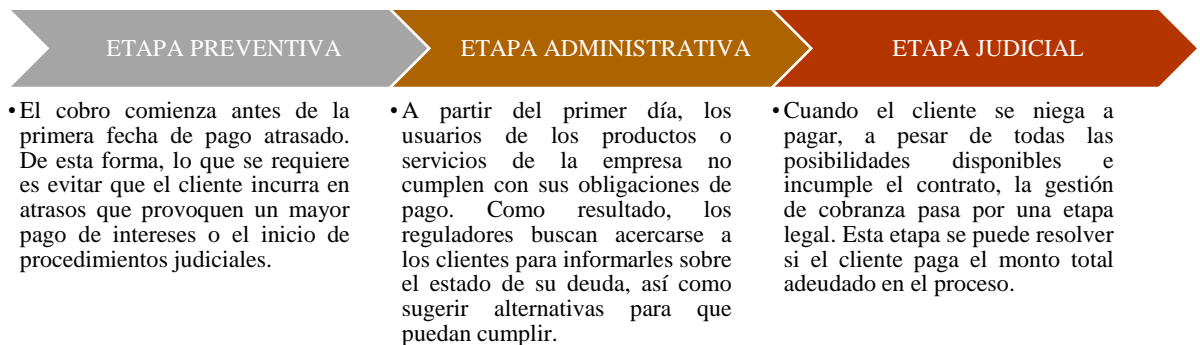 ETAPA PREVENTIVA
• El cobro comienza antes de la
primera fecha de pago atrasado.
De esta forma, lo que se requiere
es evitar que el cliente incurra en
atrasos que provoquen un mayor
pago de intereses o el inicio de
procedimientos judiciales.
ETAPA ADMINISTRATIVA
• A partir del primer día, los
usuarios de los productos o
servicios de la empresa no
cumplen con sus obligaciones de
pago. Como resultado, los
reguladores buscan acercarse a
los clientes para informarles sobre
el estado de su deuda, así como
sugerir alternativas para que
puedan cumplir.
ETAPA JUDICIAL
• Cuando el cliente se niega a
pagar, a pesar de todas las
posibilidades disponibles e
incumple el contrato, la gestión
de cobranza pasa por una etapa
legal. Esta etapa se puede resolver
si el cliente paga el monto total
adeudado en el proceso.